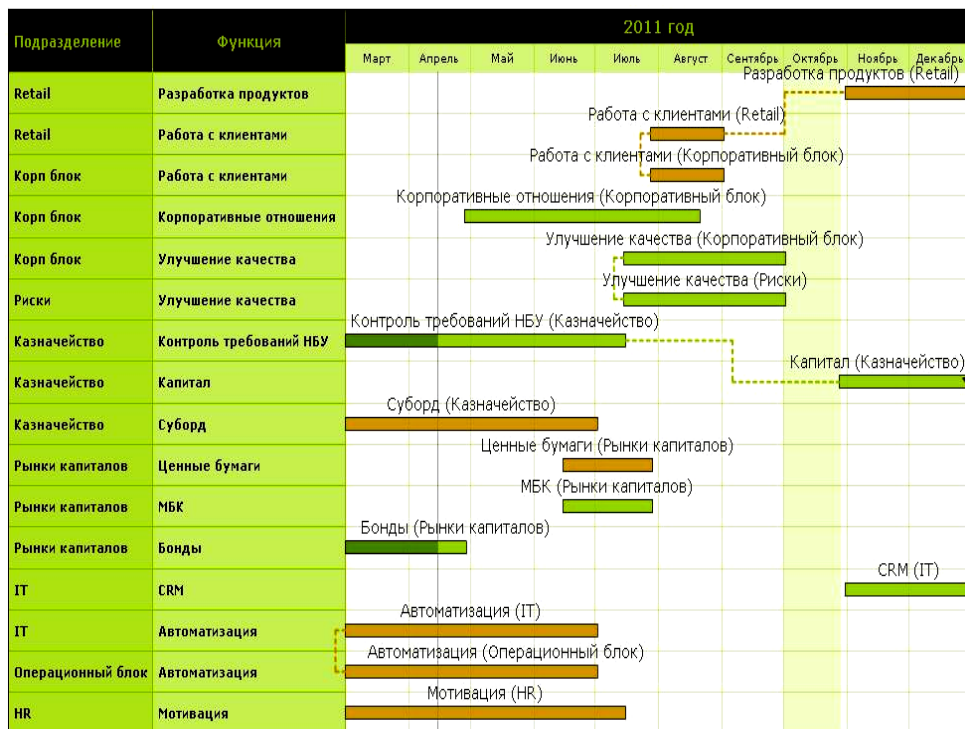 Подразделение Функция 2011 год
Март Апрель Май Июнь Июль Август Сентябрь Октябрь Ноябрь Декабрь
Разработка продуктов (Retail)
Retail Разработка продуктов
Работа с клиентами (Retail)
Retail Работа с клиентами
Работа с клиентами (Корпоративный блок)
Корп блок Работа с клиентами
Корпоративные отношения (Корпоративный блок)
Корп блок Корпоративные отношения
Улучшение качества (Корпоративный блок)
Корп блок Улучшение качества
Улучшение качества (Риски)
Риски Улучшение качества
Контроль требований НБУ (Казначейство)
Казначейство Контроль требований НБУ
Капитал (Казначейство)
Казначейство Капитал
Суборд (Казначейство)
Казначейство Суборд
Ценные бумаги (Рынки капиталов)
Рынки капиталов Ценные бумаги
МБК (Рынки капиталов)
Рынки капиталов МБК
Бонды (Рынки капиталов)
Рынки капиталов Бонды
CRM (IT)
IT CRM
Автоматизация (IT)
IT Автоматизация
Автоматизация (Операционный блок)
Операционный блок Автоматизация
Мотивация (HR)
HR Мотивация